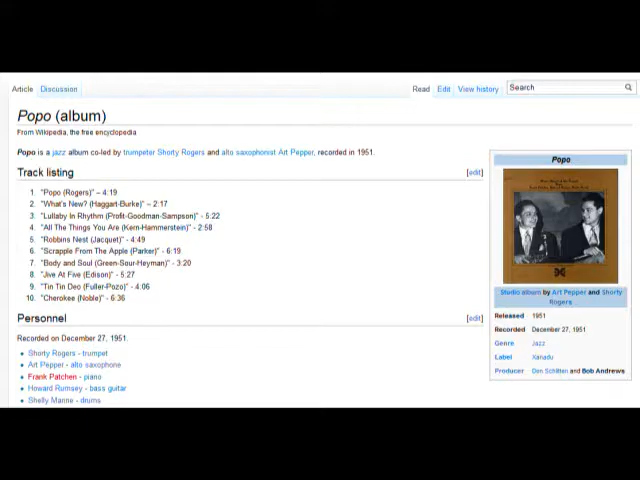 Article Discussion Read Edit View history Search
Popo (album)
From Wikipedia, the free encyclopedia
Popo is a jazz album co-led by trumpeter Shorty Rogers and alto saxophonist Art Pepper, recorded in 1951.
Track listing [edit]
1. "Popo (Rogers)" – 4:19
2. "What's New? (Haggart-Burke)" – 2:17
3. "Lullaby In Rhythm (Profit-Goodman-Sampson)" - 5:22
4. "All The Things You Are (Kern-Hammerstein)" - 2:58
5. "Robbins Nest (Jacquet)" - 4:49
6. "Scrapple From The Apple (Parker)" - 6:19
7. "Body and Soul (Green-Sour-Heyman)" - 3:20
8. "Jive At Five (Edison)" - 5:27
9. "Tin Tin Deo (Fuller-Pozo)" - 4:06
10. "Cherokee (Noble)" - 6:36
Personnel [edit]
Recorded on December 27, 1951.
• Shorty Rogers - trumpet
• Art Pepper - alto saxophone
• Frank Patchen - piano
• Howard Rumsey - bass guitar
• Shelly Manne - drums
Popo
Studio album by Art Pepper and Shorty
Rogers
Released 1951
Recorded December 27, 1951
Genre Jazz
Label Xanadu
Producer Don Schlitten and Bob Andrews